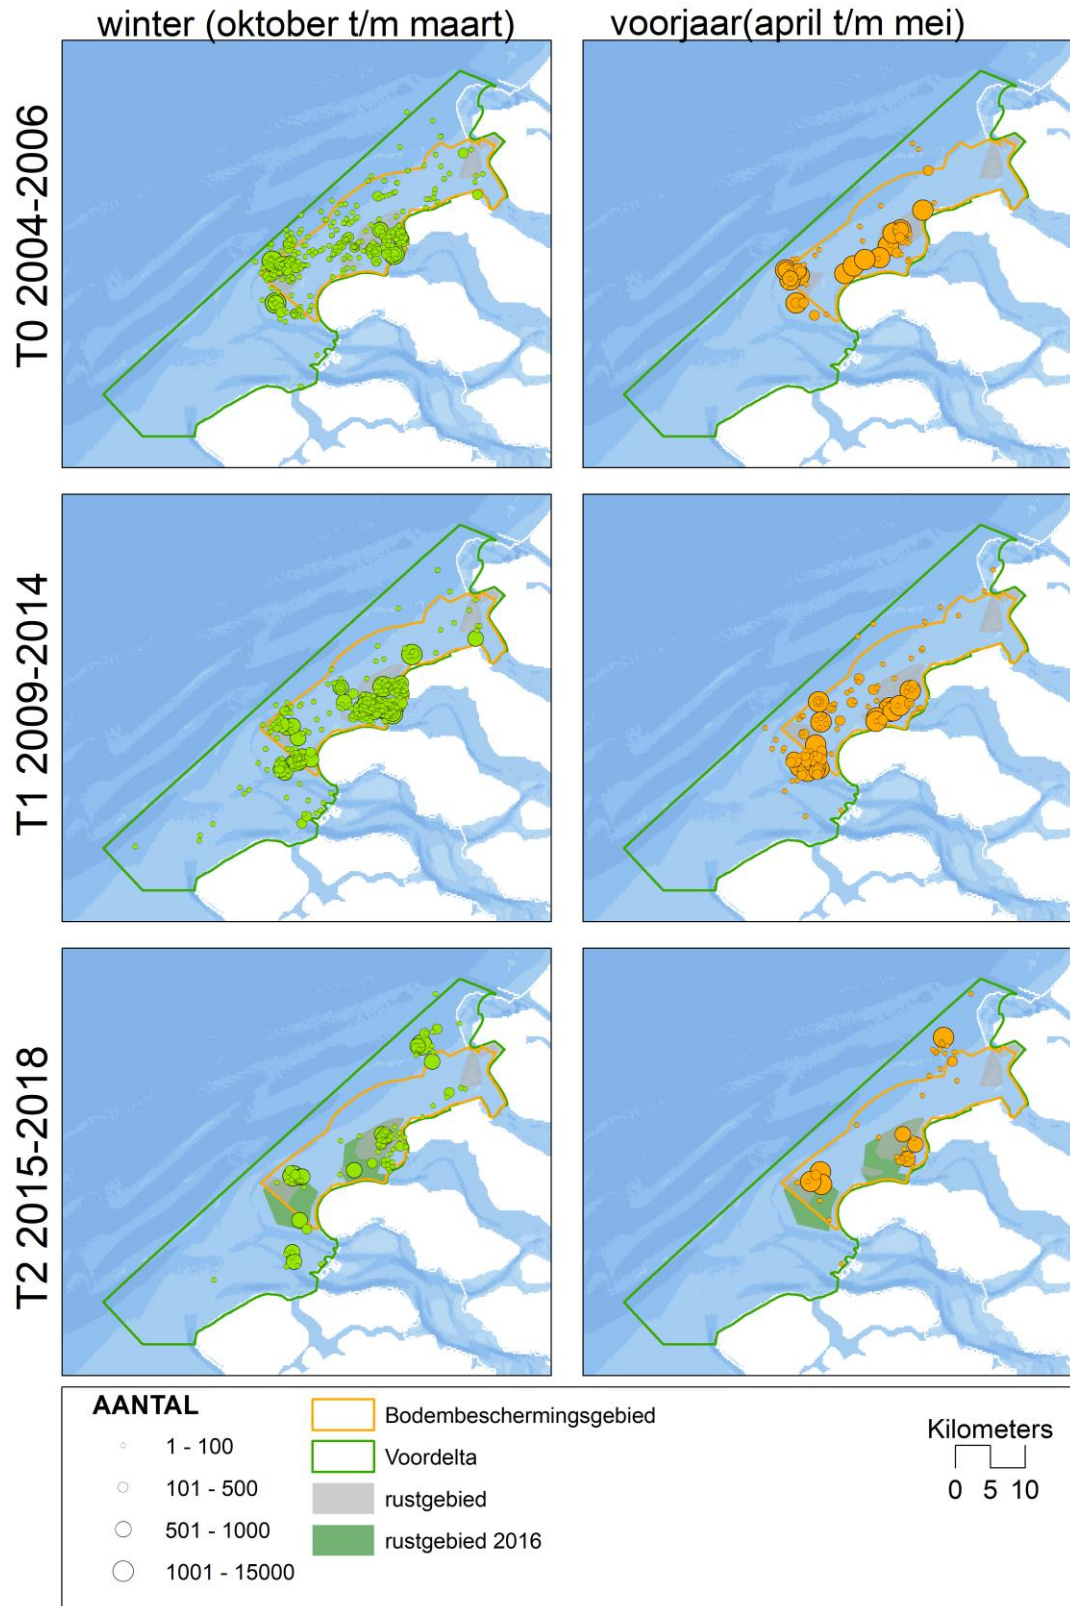 winter (oktober t/m maart)
voorjaar(april t/m mei)
T0 2004-2006
T1 2009-2014
T2 2015-2018
AANTAL
1 - 100
101 - 500
501 - 1000
1001 - 15000
Bodembeschermingsgebied
Voordelta
rustgebied
rustgebied 2016
Kilometers
0 5 10